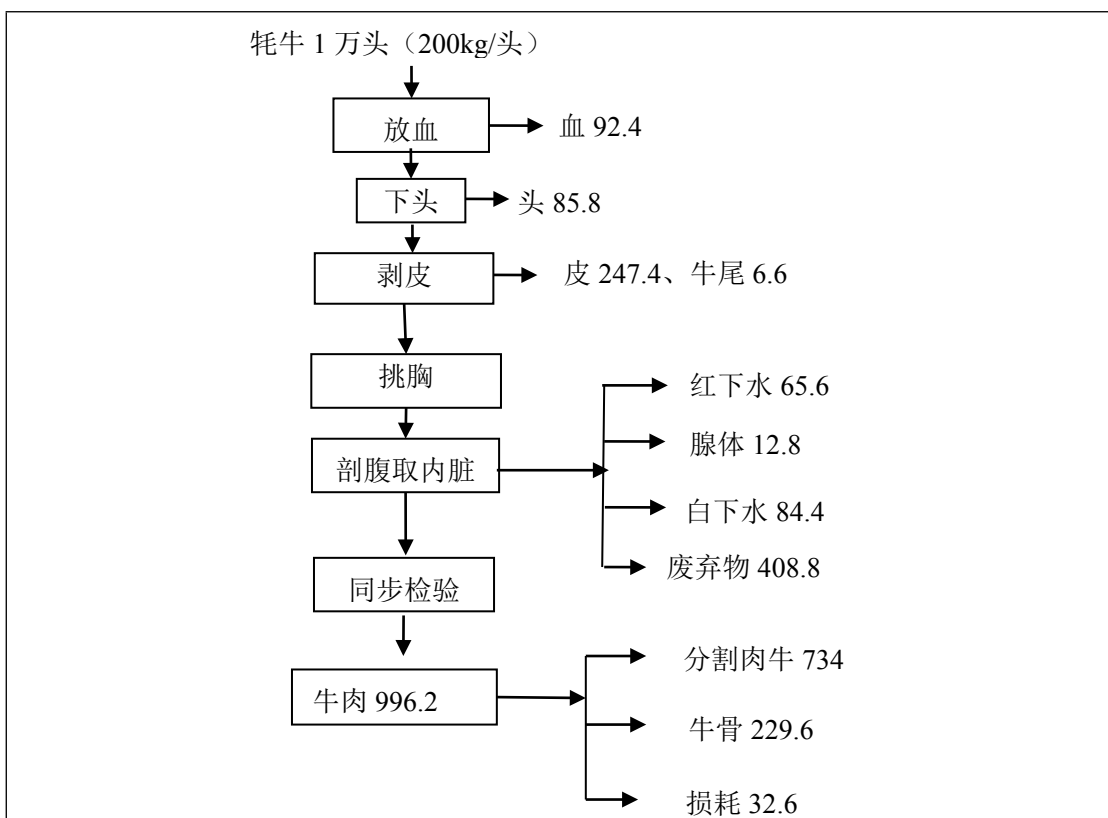 牦牛 1 万头（200kg/头）
放血
血 92.4
下头
头 85.8
剥皮
皮 247.4、牛尾 6.6
挑胸
红下水 65.6
腺体 12.8
剖腹取内脏
白下水 84.4
废弃物 408.8
同步检验
分割肉牛 734
牛肉 996.2
牛骨 229.6
损耗 32.6